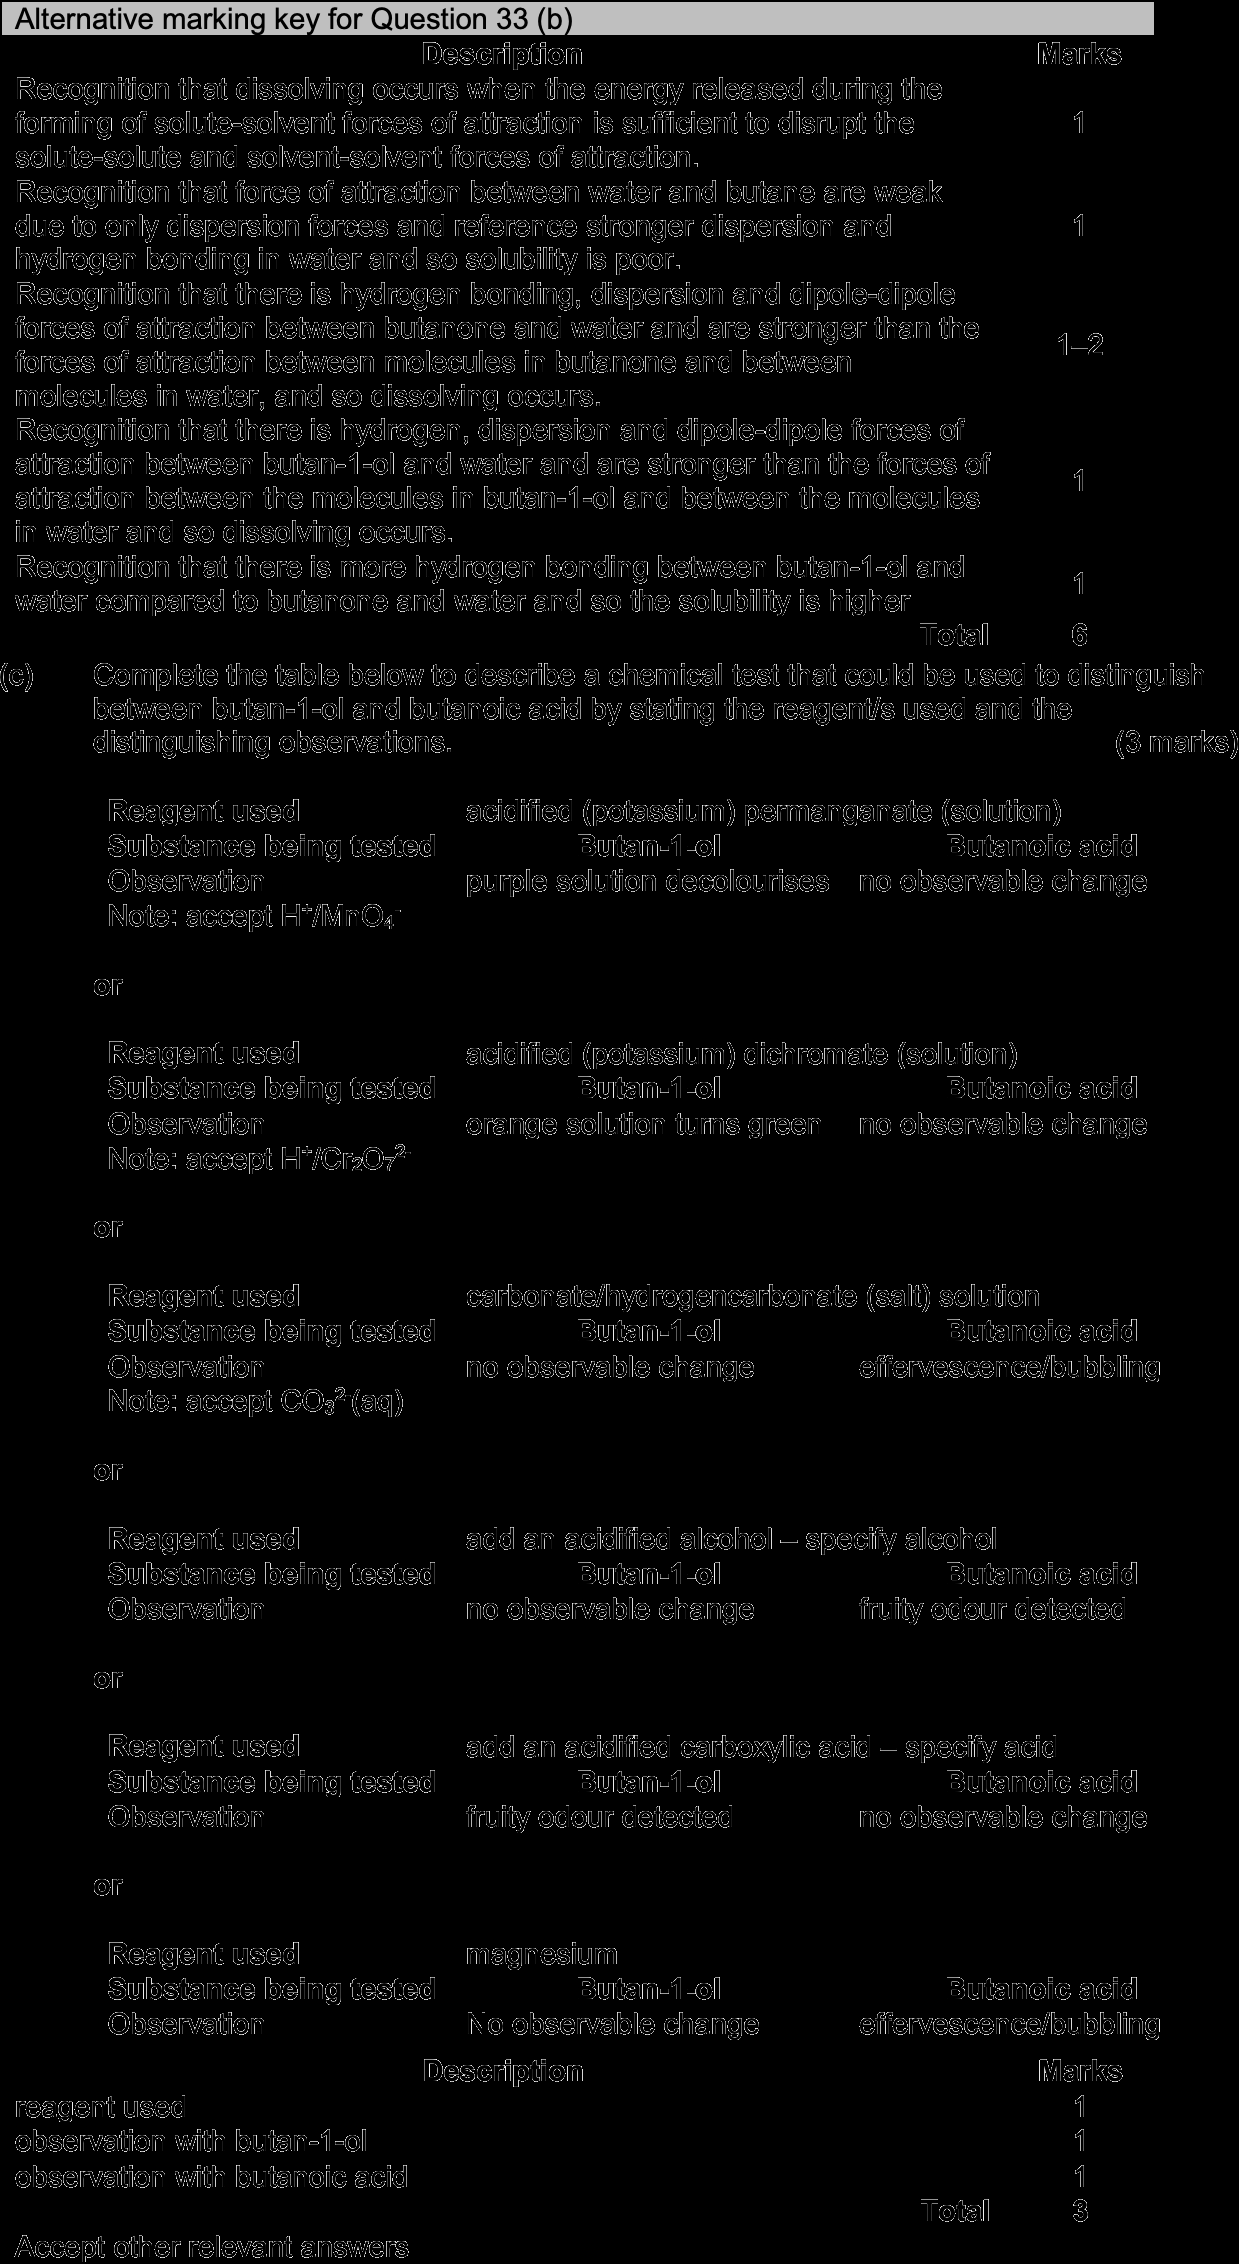 Alternative marking key for Question 33 (b)
Description Marks
Recognition that dissolving occurs when the energy released during the
forming of solute-solvent forces of attraction is sufficient to disrupt the 1
solute-solute and solvent-solvent forces of attraction.
Recognition that force of attraction between water and butane are weak
due to only dispersion forces and reference stronger dispersion and 1
hydrogen bonding in water and so solubility is poor.
Recognition that there is hydrogen bonding, dispersion and dipole-dipole
forces of attraction between butanone and water and are stronger than the 1–2
forces of attraction between molecules in butanone and between
molecules in water, and so dissolving occurs.
Recognition that there is hydrogen, dispersion and dipole-dipole forces of
attraction between butan-1-ol and water and are stronger than the forces of 1
attraction between the molecules in butan-1-ol and between the molecules
in water and so dissolving occurs.
Recognition that there is more hydrogen bonding between butan-1-ol and 1
water compared to butanone and water and so the solubility is higher
Total 6
(c) Complete the table below to describe a chemical test that could be used to distinguish
between butan-1-ol and butanoic acid by stating the reagent/s used and the
distinguishing observations. (3 marks)
Reagent used acidified (potassium) permanganate (solution)
Substance being tested Butan-1-ol Butanoic acid
Observation purple solution decolourises no observable change
Note: accept H⁺/MnO₄⁻
or
Reagent used acidified (potassium) dichromate (solution)
Substance being tested Butan-1-ol Butanoic acid
Observation orange solution turns green no observable change
Note: accept H⁺/Cr₂O₇²⁻
or
Reagent used carbonate/hydrogencarbonate (salt) solution
Substance being tested Butan-1-ol Butanoic acid
Observation no observable change effervescence/bubbling
Note: accept CO₃²⁻(aq)
or
Reagent used add an acidified alcohol – specify alcohol
Substance being tested Butan-1-ol Butanoic acid
Observation no observable change fruity odour detected
or
Reagent used add an acidified carboxylic acid – specify acid
Substance being tested Butan-1-ol Butanoic acid
Observation fruity odour detected no observable change
or
Reagent used magnesium
Substance being tested Butan-1-ol Butanoic acid
Observation No observable change effervescence/bubbling
Description Marks
reagent used 1
observation with butan-1-ol 1
observation with butanoic acid 1
Total 3
Accept other relevant answers